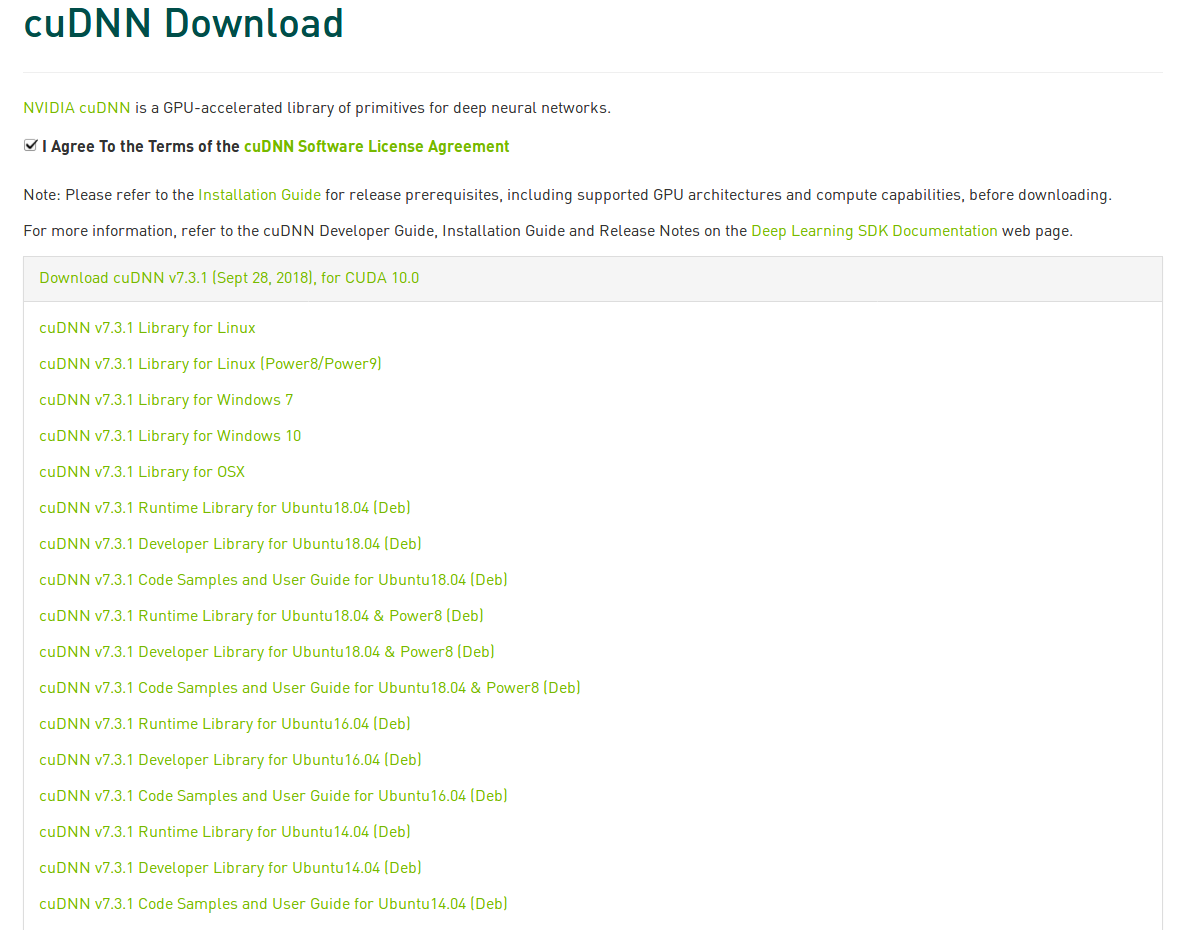 cuDNN Download
NVIDIA cuDNN is a GPU-accelerated library of primitives for deep neural networks.
I Agree To the Terms of the cuDNN Software License Agreement
Note: Please refer to the Installation Guide for release prerequisites, including supported GPU architectures and compute capabilities, before downloading.
For more information, refer to the cuDNN Developer Guide, Installation Guide and Release Notes on the Deep Learning SDK Documentation web page.
Download cuDNN v7.3.1 (Sept 28, 2018), for CUDA 10.0
cuDNN v7.3.1 Library for Linux
cuDNN v7.3.1 Library for Linux (Power8/Power9)
cuDNN v7.3.1 Library for Windows 7
cuDNN v7.3.1 Library for Windows 10
cuDNN v7.3.1 Library for OSX
cuDNN v7.3.1 Runtime Library for Ubuntu18.04 (Deb)
cuDNN v7.3.1 Developer Library for Ubuntu18.04 (Deb)
cuDNN v7.3.1 Code Samples and User Guide for Ubuntu18.04 (Deb)
cuDNN v7.3.1 Runtime Library for Ubuntu18.04 & Power8 (Deb)
cuDNN v7.3.1 Developer Library for Ubuntu18.04 & Power8 (Deb)
cuDNN v7.3.1 Code Samples and User Guide for Ubuntu18.04 & Power8 (Deb)
cuDNN v7.3.1 Runtime Library for Ubuntu16.04 (Deb)
cuDNN v7.3.1 Developer Library for Ubuntu16.04 (Deb)
cuDNN v7.3.1 Code Samples and User Guide for Ubuntu16.04 (Deb)
cuDNN v7.3.1 Runtime Library for Ubuntu14.04 (Deb)
cuDNN v7.3.1 Developer Library for Ubuntu14.04 (Deb)
cuDNN v7.3.1 Code Samples and User Guide for Ubuntu14.04 (Deb)